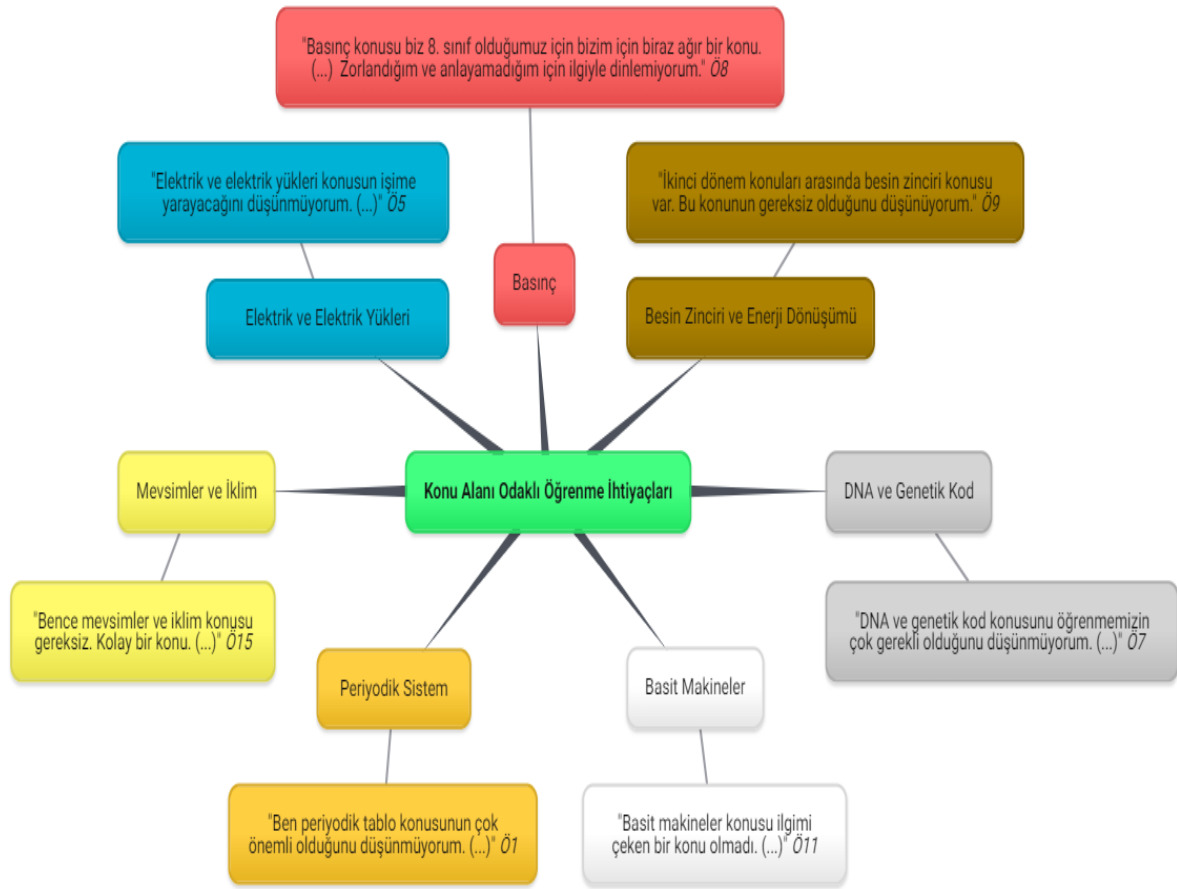 "Basınç konusu biz 8. sınıf olduğumuz için bizim için biraz ağır bir konu.
(...) Zorlandığım ve anlayamadığım için ilgiyle dinlemiyorum." Ö8
"Elektrik ve elektrik yükleri konusun işime
yarayacağını düşünmüyorum. (...)" Ö5
"İkinci dönem konuları arasında besin zinciri konusu
var. Bu konunun gereksiz olduğunu düşünüyorum." Ö9
Basınç
Elektrik ve Elektrik Yükleri
Besin Zinciri ve Enerji Dönüşümü
Mevsimler ve İklim
Konu Alanı Odaklı Öğrenme İhtiyaçları
DNA ve Genetik Kod
"Bence mevsimler ve iklim konusu
gereksiz. Kolay bir konu. (...)" Ö15
"DNA ve genetik kod konusunu öğrenmemizin
çok gerekli olduğunu düşünmüyorum. (...)" Ö7
Periyodik Sistem
Basit Makineler
"Ben periyodik tablo konusunun çok
önemli olduğunu düşünmüyorum. (...)" Ö1
"Basit makineler konusu ilgimi
çeken bir konu olmadı. (...)" Ö11